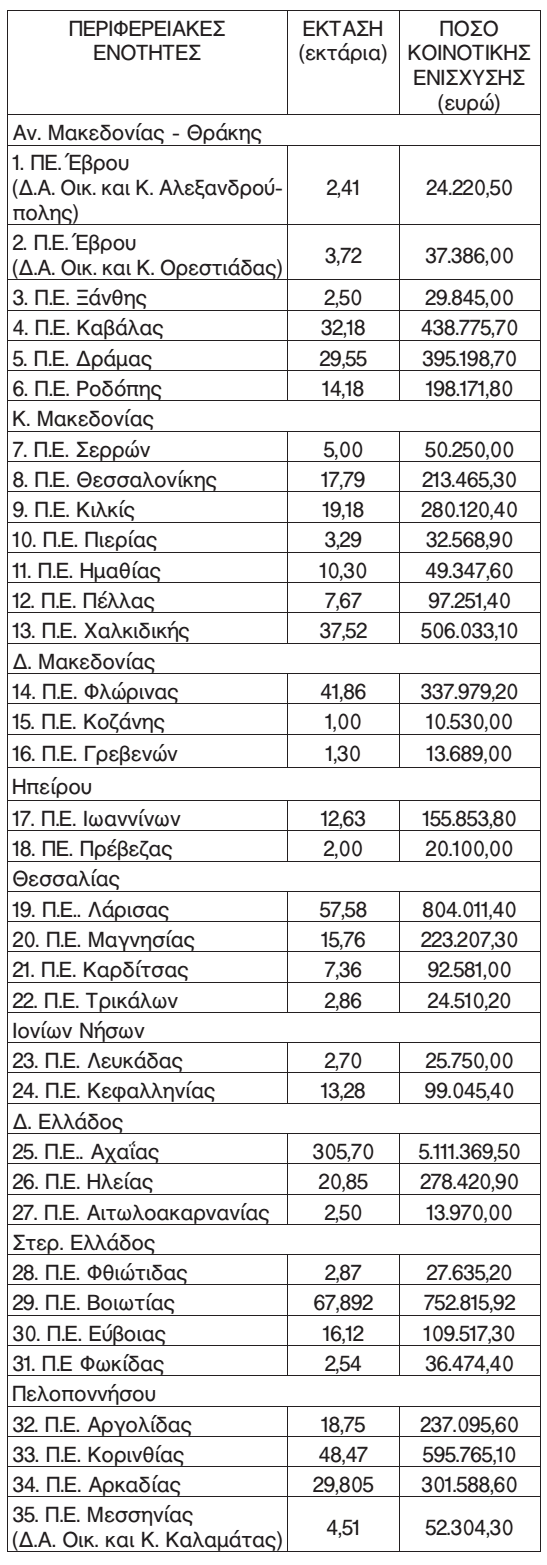 ΠΕΡΙΦΕΡΕΙΑΚΕΣ ΕΝΟΤΗΤΕΣ ΕΚΤΑΣΗ (εκτάρια) ΠΟΣΟ ΚΟΙΝΟΤΙΚΗΣ ΕΝΙΣΧΥΣΗΣ (ευρώ)
Αν. Μακεδονίας - Θράκης
1. ΠΕ. Έβρου
(Δ.Α. Οικ. και Κ. Αλεξανδρού-
πολης) 2,41 24.220,50
2. Π.Ε. Έβρου
(Δ.Α. Οικ. και Κ. Ορεστιάδας) 3,72 37.386,00
3. Π.Ε. Ξάνθης 2,50 29.845,00
4. Π.Ε. Καβάλας 32,18 438.775,70
5. Π.Ε. Δράμας 29,55 395.198,70
6. Π.Ε. Ροδόπης 14,18 198.171,80
Κ. Μακεδονίας
7. Π.Ε. Σερρών 5,00 50.250,00
8. Π.Ε. Θεσσαλονίκης 17,79 213.465,30
9. Π.Ε. Κιλκίς 19,18 280.120,40
10. Π.Ε. Πιερίας 3,29 32.568,90
11. Π.Ε. Ημαθίας 10,30 49.347,60
12. Π.Ε. Πέλλας 7,67 97.251,40
13. Π.Ε. Χαλκιδικής 37,52 506.033,10
Δ. Μακεδονίας
14. Π.Ε. Φλώρινας 41,86 337.979,20
15. Π.Ε. Κοζάνης 1,00 10.530,00
16. Π.Ε. Γρεβενών 1,30 13.689,00
Ηπείρου
17. Π.Ε. Ιωαννίνων 12,63 155.853,80
18. ΠΕ. Πρέβεζας 2,00 20.100,00
Θεσσαλίας
19. Π.Ε.. Λάρισας 57,58 804.011,40
20. Π.Ε. Μαγνησίας 15,76 223.207,30
21. Π.Ε. Καρδίτσας 7,36 92.581,00
22. Π.Ε. Τρικάλων 2,86 24.510,20
Ιονίων Νήσων
23. Π.Ε. Λευκάδας 2,70 25.750,00
24. Π.Ε. Κεφαλληνίας 13,28 99.045,40
Δ. Ελλάδος
25. Π.Ε.. Αχαΐας 305,70 5.111.369,50
26. Π.Ε. Ηλείας 20,85 278.420,90
27. Π.Ε. Αιτωλοακαρνανίας 2,50 13.970,00
Στερ. Ελλάδος
28. Π.Ε. Φθιώτιδας 2,87 27.635,20
29. Π.Ε. Βοιωτίας 67,892 752.815,92
30. Π.Ε. Εύβοιας 16,12 109.517,30
31. Π.Ε Φωκίδας 2,54 36.474,40
Πελοποννήσου
32. Π.Ε. Αργολίδας 18,75 237.095,60
33. Π.Ε. Κορινθίας 48,47 595.765,10
34. Π.Ε. Αρκαδίας 29,805 301.588,60
35. Π.Ε. Μεσσηνίας
(Δ.Α. Οικ. και Κ. Καλαμάτας) 4,51 52.304,30